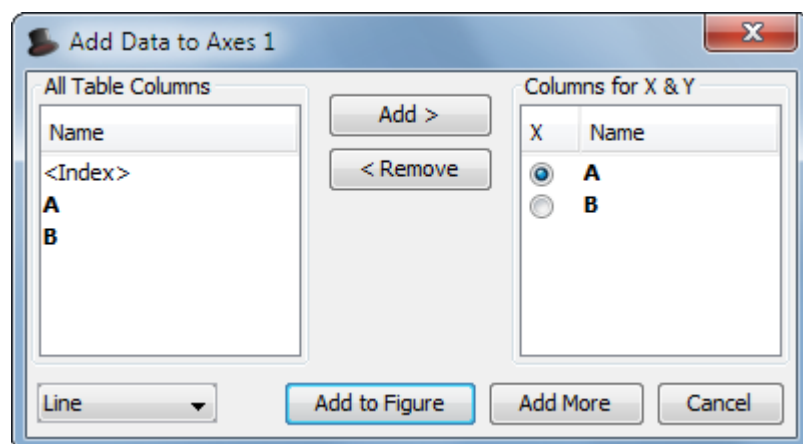 Add Data to Axes 1
All Table Columns
Name
<Index>
A
B
Add >
< Remove
Columns for X & Y
X Name
A
B
Line
Add to Figure
Add More
Cancel